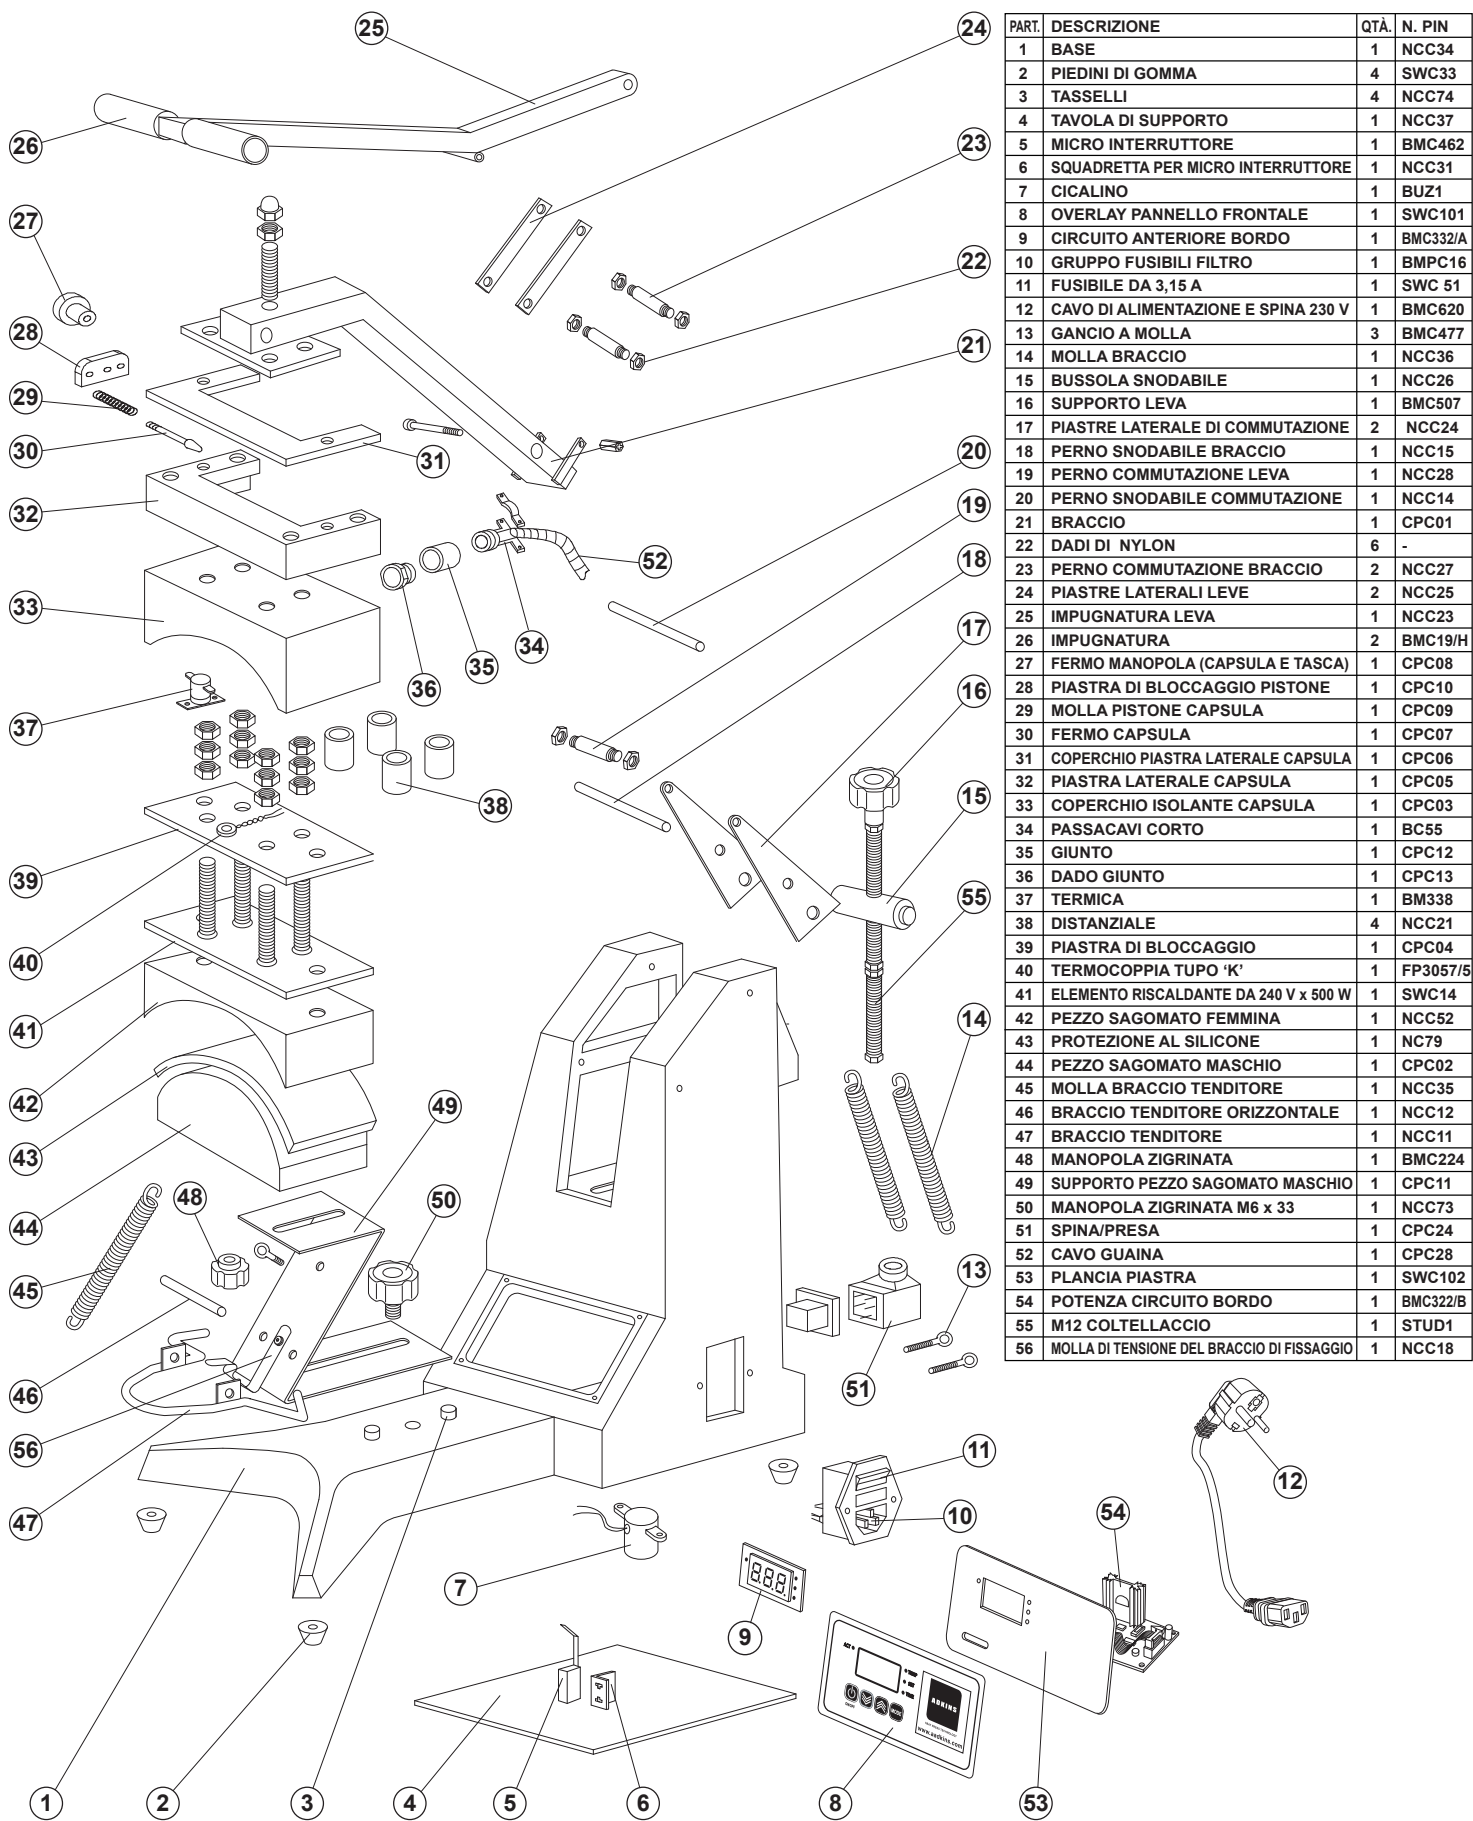 PART. DESCRIZIONE QTÀ. N. PIN
1 BASE 1 NCC34
2 PIEDINI DI GOMMA 4 SWC33
3 TASSELLI 4 NCC74
4 TAVOLA DI SUPPORTO 1 NCC37
5 MICRO INTERRUTTORE 1 BMC462
6 SQUADRETTA PER MICRO INTERRUTTORE 1 NCC31
7 CICALINO 1 BUZ1
8 OVERLAY PANNELLO FRONTALE 1 SWC101
9 CIRCUITO ANTERIORE BORDO 1 BMC332/A
10 GRUPPO FUSIBILI FILTRO 1 BMPC16
11 FUSIBILE DA 3,15 A 1 SWC 51
12 CAVO DI ALIMENTAZIONE E SPINA 230 V 1 BMC620
13 GANCIO A MOLLA 3 BMC477
14 MOLLA BRACCIO 1 NCC36
15 BUSSOLA SNODABILE 1 NCC26
16 SUPPORTO LEVA 1 BMC507
17 PIASTRE LATERALE DI COMMUTAZIONE 2 NCC24
18 PERNO SNODABILE BRACCIO 1 NCC15
19 PERNO COMMUTAZIONE LEVA 1 NCC28
20 PERNO SNODABILE COMMUTAZIONE 1 NCC14
21 BRACCIO 1 CPC01
22 DADI DI NYLON 6 -
23 PERNO COMMUTAZIONE BRACCIO 2 NCC27
24 PIASTRE LATERALI LEVE 2 NCC25
25 IMPUGNATURA LEVA 1 NCC23
26 IMPUGNATURA 2 BMC19/H
27 FERMO MANOPOLA (CAPSULA E TASCA) 1 CPC08
28 PIASTRA DI BLOCCAGGIO PISTONE 1 CPC10
29 MOLLA PISTONE CAPSULA 1 CPC09
30 FERMO CAPSULA 1 CPC07
31 COPERCHIO PIASTRA LATERALE CAPSULA 1 CPC06
32 PIASTRA LATERALE CAPSULA 1 CPC05
33 COPERCHIO ISOLANTE CAPSULA 1 CPC03
34 PASSACAVI CORTO 1 BC55
35 GIUNTO 1 CPC12
36 DADO GIUNTO 1 CPC13
37 TERMICA 1 BM338
38 DISTANZIALE 4 NCC21
39 PIASTRA DI BLOCCAGGIO 1 CPC04
40 TERMOCOPPIA TUPO ‘K’ 1 FP3057/5
41 ELEMENTO RISCALDANTE DA 240 V x 500 W 1 SWC14
42 PEZZO SAGOMATO FEMMINA 1 NCC52
43 PROTEZIONE AL SILICONE 1 NC79
44 PEZZO SAGOMATO MASCHIO 1 CPC02
45 MOLLA BRACCIO TENDITORE 1 NCC35
46 BRACCIO TENDITORE ORIZZONTALE 1 NCC12
47 BRACCIO TENDITORE 1 NCC11
48 MANOPOLA ZIGRINATA 1 BMC224
49 SUPPORTO PEZZO SAGOMATO MASCHIO 1 CPC11
50 MANOPOLA ZIGRINATA M6 x 33 1 NCC73
51 SPINA/PRESA 1 CPC24
52 CAVO GUAINA 1 CPC28
53 PLANCIA PIASTRA 1 SWC102
54 POTENZA CIRCUITO BORDO 1 BMC322/B
55 M12 COLTELLACCIO 1 STUD1
56 MOLLA DI TENSIONE DEL BRACCIO DI FISSAGGIO 1 NCC18
25
24
26
23
27
22
28
21
29
30
31
20
32
19
52
18
33
34
17
35
36
16
37
38
15
39
55
40
14
41
42
49
43
48
50
44
13
45
51
46
56
11
12
47
10
54
7
9
8.8.8.
ADKINS
www.aadkins.com
1
2
3
4
5
6
8
53